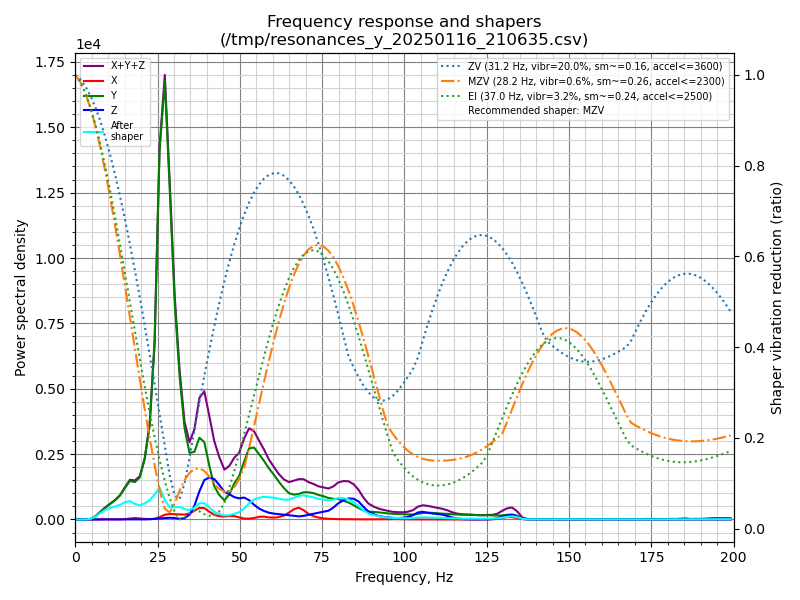 Frequency response and shapers
(/tmp/resonances_y_20250116_210635.csv)
1e4
X+Y+Z
X
Y
Z
After
shaper
ZV (31.2 Hz, vibr=20.0%, sm~=0.16, accel<=3600)
MZV (28.2 Hz, vibr=0.6%, sm~=0.26, accel<=2300)
EI (37.0 Hz, vibr=3.2%, sm~=0.24, accel<=2500)
Recommended shaper: MZV
1.75
1.50
1.25
1.00
0.75
0.50
0.25
0.00
Power spectral density
1.0
0.8
0.6
0.4
0.2
0.0
Shaper vibration reduction (ratio)
0 25 50 75 100 125 150 175 200
Frequency, Hz